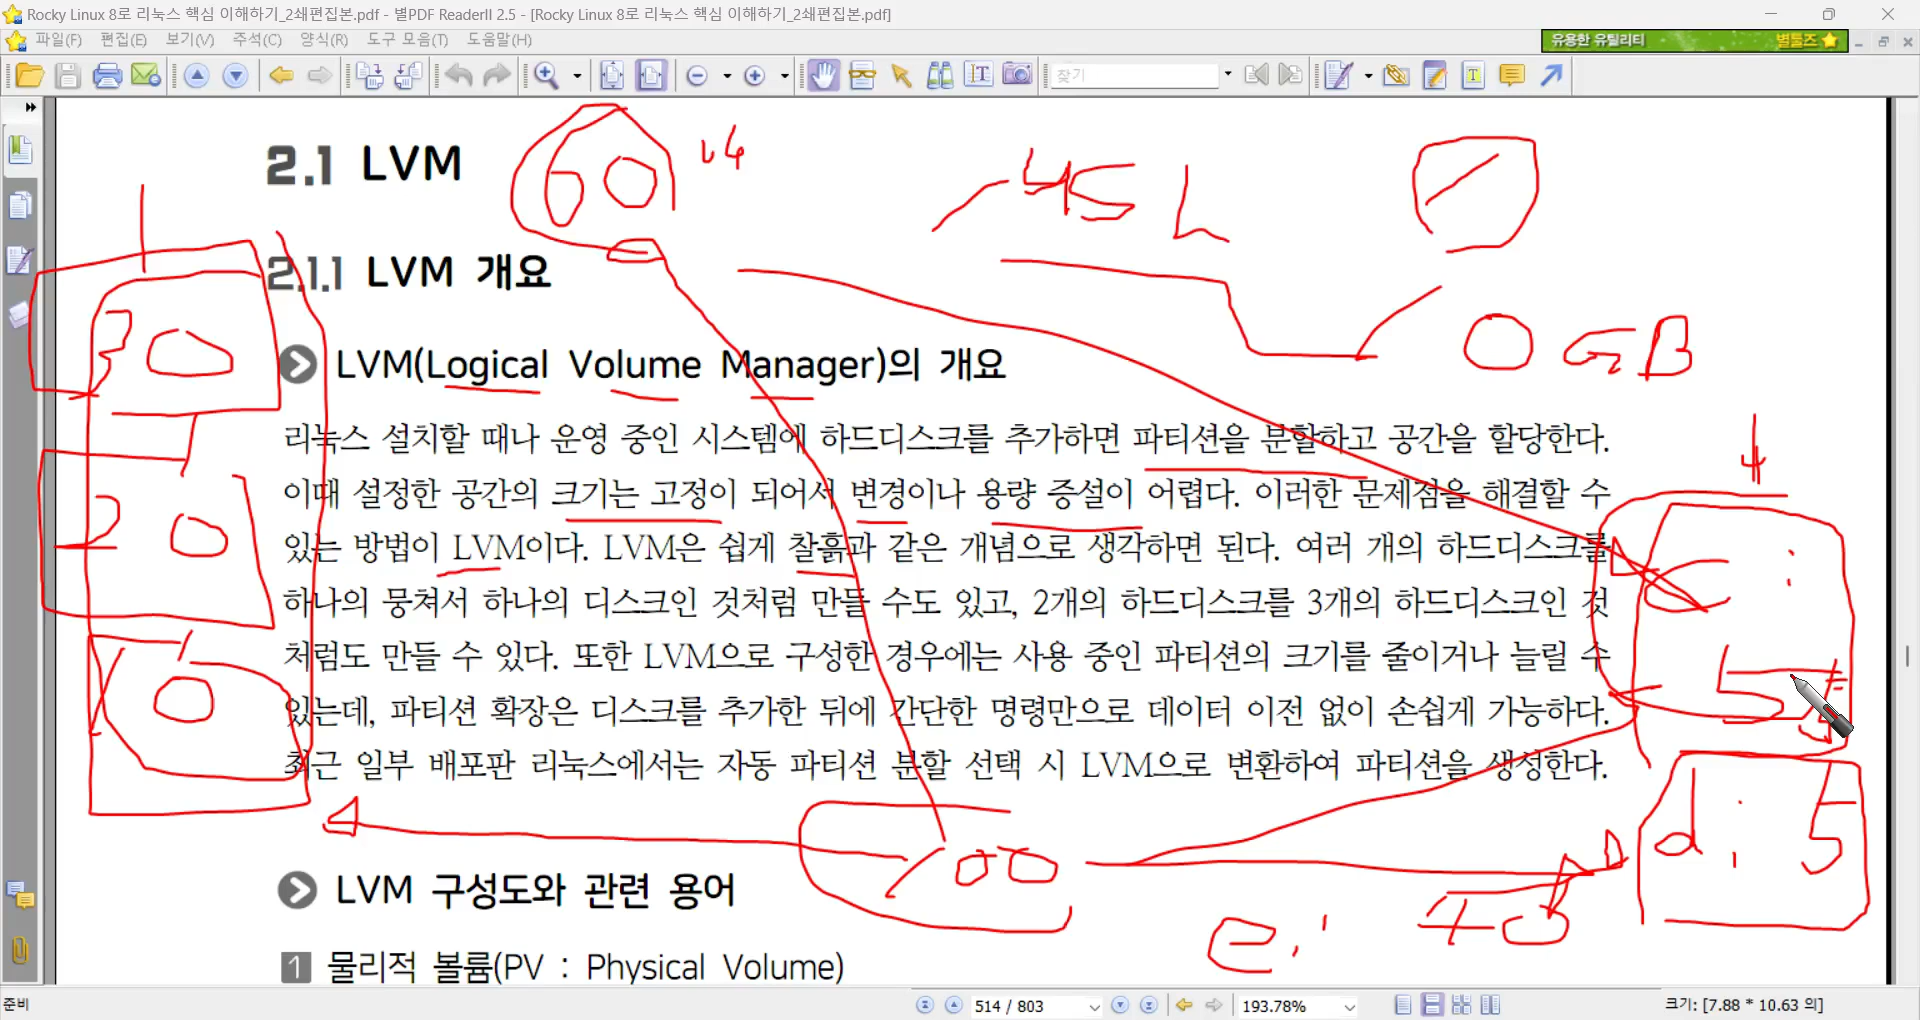 Rocky Linux 8로 리눅스 핵심 이해하기_2쇄편집본.pdf - 별PDF ReaderII 2.5 - [Rocky Linux 8로 리눅스 핵심 이해하기_2쇄편집본.pdf]
파일(F) 편집(E) 보기(V) 주석(C) 양식(R) 도구 모음(T) 도움말(H)
유용한 유틸리티 별툴즈
찾기
2.1 LVM
60
45
2.1.1 LVM 개요
30
0 GB
LVM(Logical Volume Manager)의 개요
리눅스 설치할 때나 운영 중인 시스템에 하드디스크를 추가하면 파티션을 분할하고 공간을 할당한다.
이때 설정한 공간의 크기는 고정이 되어서 변경이나 용량 증설이 어렵다. 이러한 문제점을 해결할 수
20
있는 방법이 LVM이다. LVM은 쉽게 찰흙과 같은 개념으로 생각하면 된다. 여러 개의 하드디스크를
c:
하나의 뭉쳐서 하나의 디스크인 것처럼 만들 수도 있고, 2개의 하드디스크를 3개의 하드디스크인 것
처럼도 만들 수 있다. 또한 LVM으로 구성한 경우에는 사용 중인 파티션의 크기를 줄이거나 늘릴 수
10
있는데, 파티션 확장은 디스크를 추가한 뒤에 간단한 명령만으로 데이터 이전 없이 손쉽게 가능하다.
최근 일부 배포판 리눅스에서는 자동 파티션 분할 선택 시 LVM으로 변환하여 파티션을 생성한다.
d: 5
100
LVM 구성도와 관련 용어
e:
40
1 물리적 볼륨(PV : Physical Volume)
준비 514 / 803 193.78% 크기: [7.88 * 10.63 의]